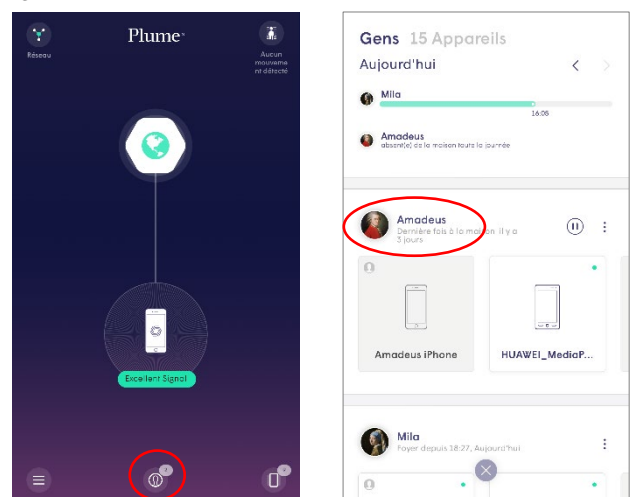 Plume
Réseau
Aucun
mouveme
nt détecté
Excellent Signal
Gens 15 Appareils
Aujourd'hui
Mila
16:08
Amadeus
absent(e) de la maison toute la journée
Amadeus
Dernière fois à la maison il y a
3 jours
Amadeus iPhone
HUAWEI_MediaP...
Mila
Foyer depuis 18:27, Aujourd'hui